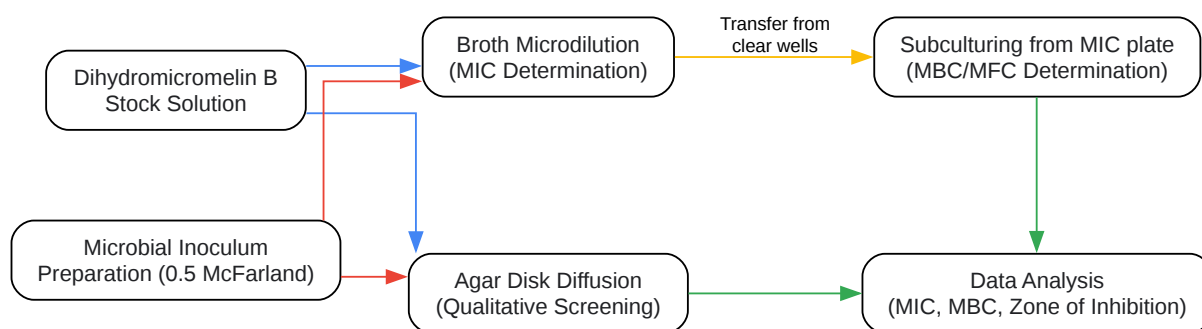 Dihydromicromelin B
Stock Solution
Broth Microdilution
(MIC Determination)
Transfer from
clear wells
Subculturing from MIC plate
(MBC/MFC Determination)
Microbial Inoculum
Preparation (0.5 McFarland)
Agar Disk Diffusion
(Qualitative Screening)
Data Analysis
(MIC, MBC, Zone of Inhibition)